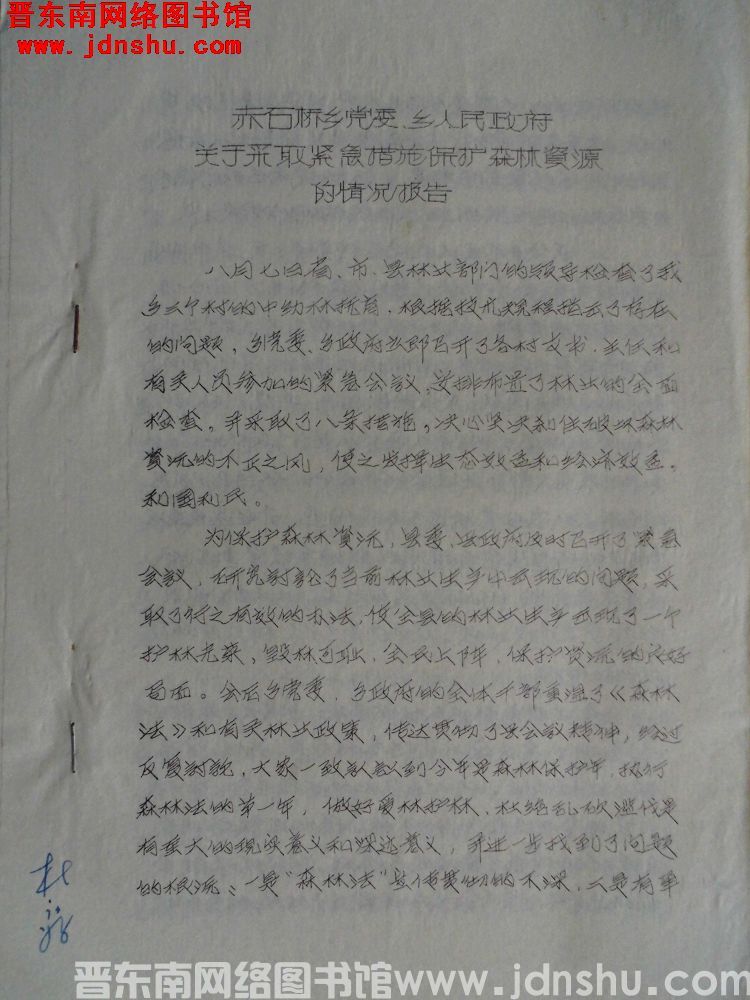 晋东南网络图书馆
www.jdnshu.com
赤石桥乡党委、乡人民政府
关于采取紧急措施保护森林資源
的情况报告
八月七日省、市、县林业部门的领导检查了我
乡三个村的中幼林抚育，根据技术规程指出了存在
的问题，乡党委、乡政府立即召开了各村支书、主任和
有关人员参加的紧急会议，安排布置了林业的全面
检查，并采取了八条措施，决心坚决刹住破坏森林
資沅的不正之风，使之发挥生态效益和经济效益，
利国利民。
为保护森林資沅，县委、县政府及时召开了紧急
会议，研究讨论了当前林业生产中出现的问题，采
取了行之有效的办法，使全县的林业生产出现了一个
护林光荣，毁林可耻，全民上阵，保护资沅的良好
局面。会后乡党委、乡政府的全体干部重温了《森林
法》和有关林业政策，传达贯彻了县会议精神，经过
反复讨论，大家一致认识到今年是森林保护年，执行
森林法的第一年，做好爱林护林、杜绝乱砍滥伐是
有重大的现实意义和深远意义，并进一步找到了问题
的根沅：一是“森林法”宣传贯彻的不深，二是有单
晋东南网络图书馆www.jdnshu.com